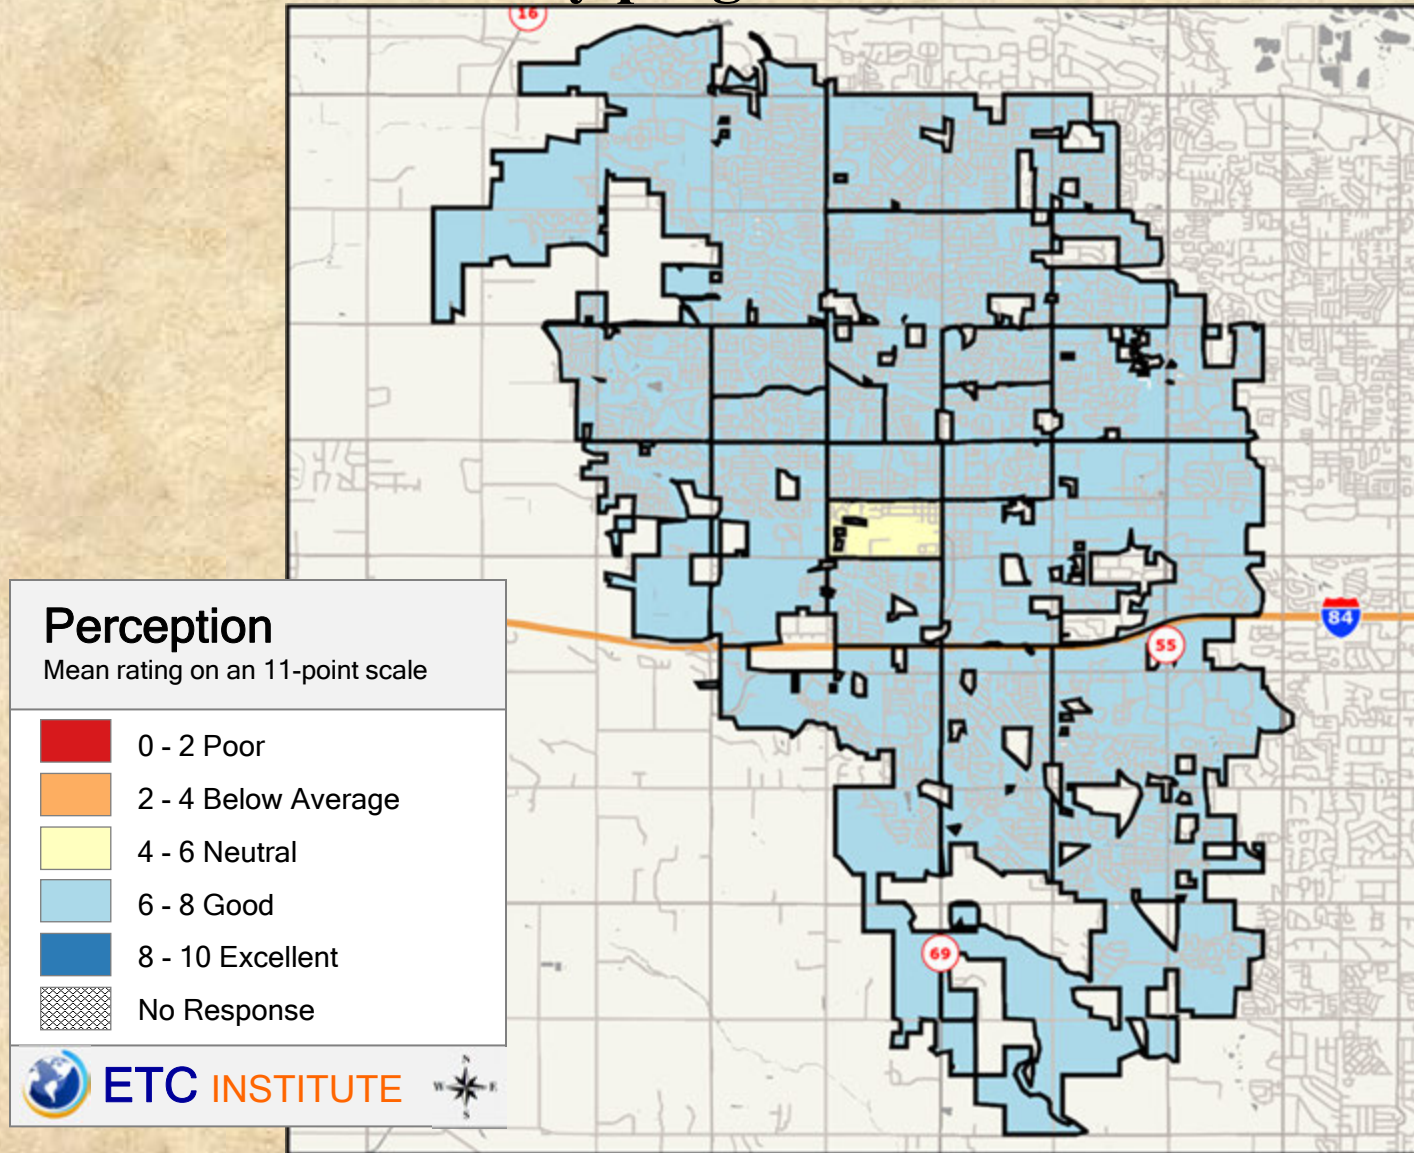 16
84
55
69
Perception
Mean rating on an 11-point scale
0 - 2 Poor
2 - 4 Below Average
4 - 6 Neutral
6 - 8 Good
8 - 10 Excellent
No Response
ETC INSTITUTE
N
W E
S